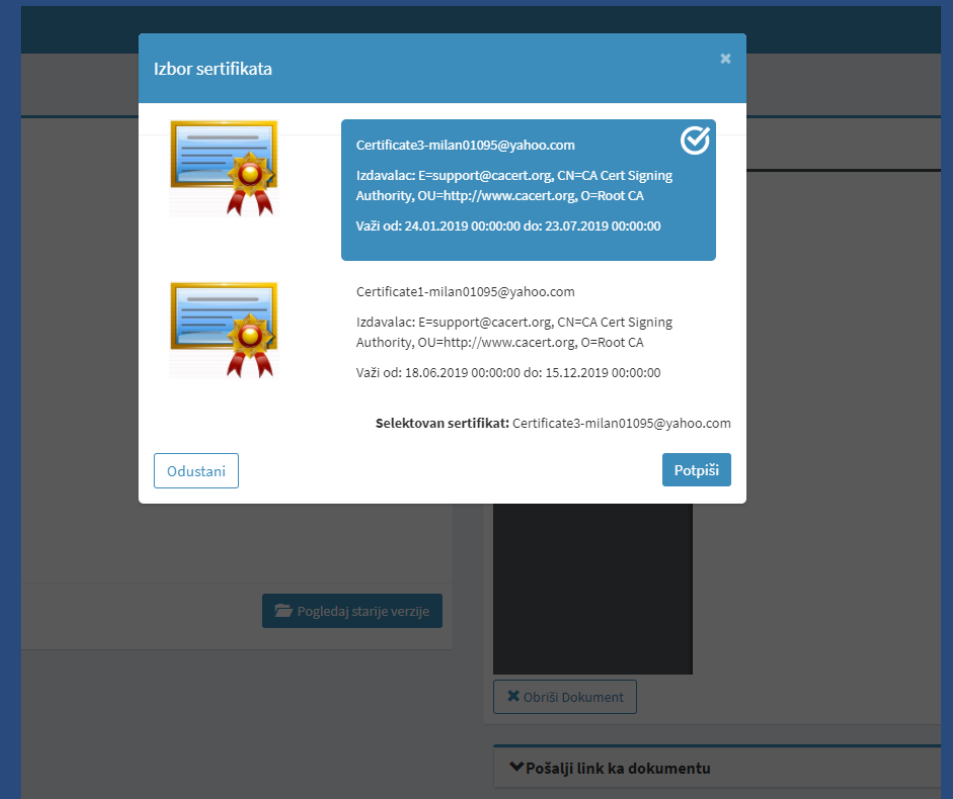 Izbor sertifikata
×
Certificate3-milan01095@yahoo.com
Izdavalac: E=support@cacert.org, CN=CA Cert Signing
Authority, OU=http://www.cacert.org, O=Root CA
Važi od: 24.01.2019 00:00:00 do: 23.07.2019 00:00:00
Certificate1-milan01095@yahoo.com
Izdavalac: E=support@cacert.org, CN=CA Cert Signing
Authority, OU=http://www.cacert.org, O=Root CA
Važi od: 18.06.2019 00:00:00 do: 15.12.2019 00:00:00
Selektovan sertifikat: Certificate3-milan01095@yahoo.com
Odustani
Potpiši
Pogledaj starije verzije
Obriši Dokument
Pošalji link ka dokumentu